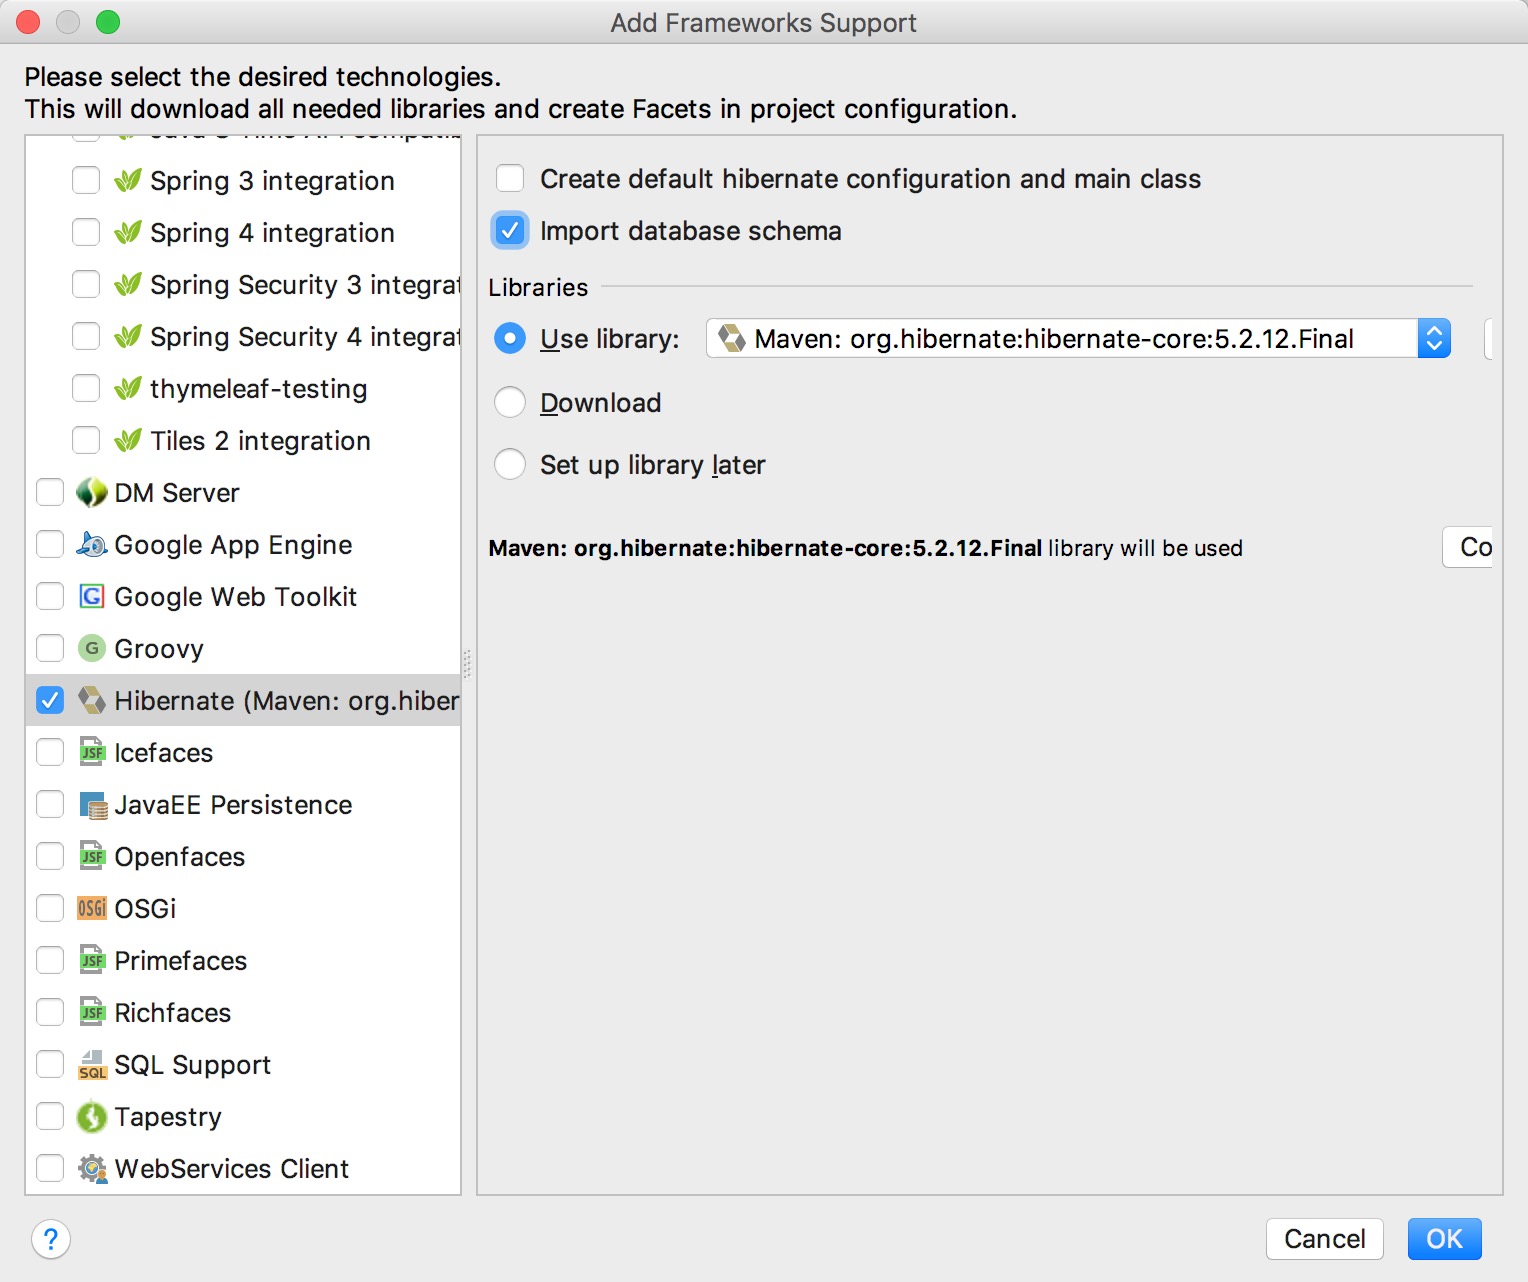 Add Frameworks Support
Please select the desired technologies.
This will download all needed libraries and create Facets in project configuration.
Spring 3 integration
Spring 4 integration
Spring Security 3 integrat
Spring Security 4 integrat
thymeleaf-testing
Tiles 2 integration
DM Server
Google App Engine
G Google Web Toolkit
G Groovy
Hibernate (Maven: org.hiber
JSF Icefaces
JavaEE Persistence
JSF Openfaces
OSGi OSGi
JSF Primefaces
JSF Richfaces
SQL SQL Support
Tapestry
WebServices Client
Create default hibernate configuration and main class
Import database schema
Libraries
Use library: Maven: org.hibernate:hibernate-core:5.2.12.Final
Download
Set up library later
Maven: org.hibernate:hibernate-core:5.2.12.Final library will be used Co
? Cancel OK